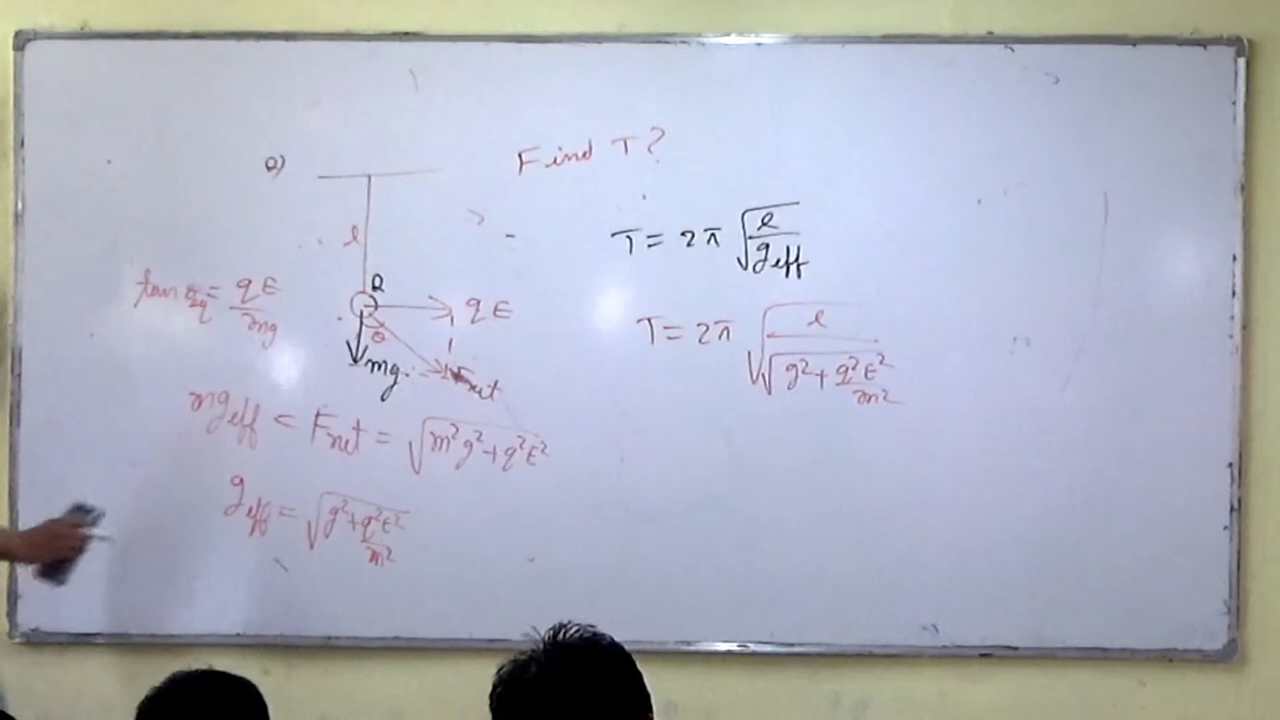 Q)
Find T?
l
T = 2π √(l/g_eff)
tan θ_eq = qE/mg
Q
qE
θ
mg
F_net
T = 2π √(l/√(g²+q²E²/m²))
mg_eff = F_net = √(m²g²+q²E²)
g_eff = √(g²+q²E²/m²)